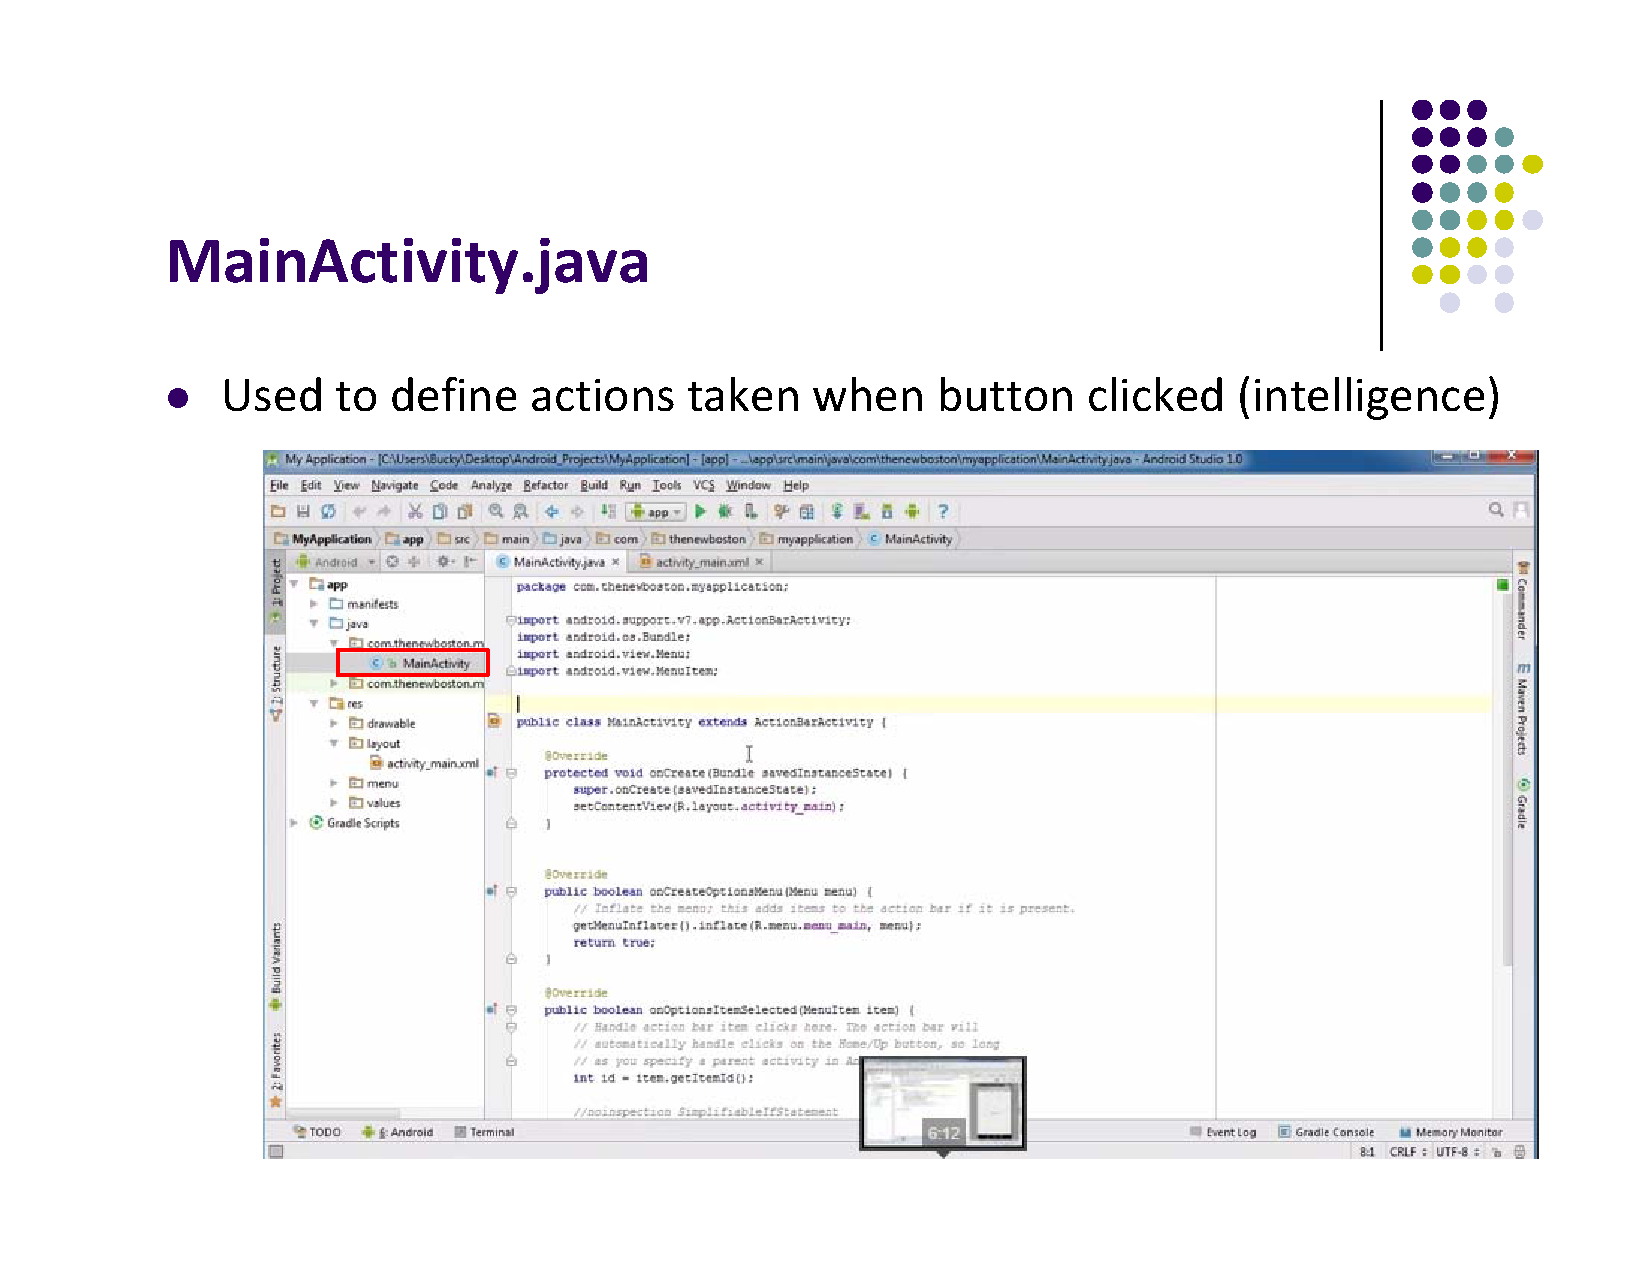 MainActivity.java
Used to define actions taken when button clicked (intelligence)
My Application - [C:\Users\Bucky\Desktop\Android_Projects\MyApplication] - [app] - ...\app\src\main\java\com\thenewboston\myapplication\MainActivity.java - Android Studio 1.0
File Edit View Navigate Code Analyze Refactor Build Run Tools VCS Window Help
app
MyApplication app src main java com thenewboston myapplication MainActivity
Android
MainActivity.java activity_main.xml
1: Project
2: Structure
Build Variants
2: Favorites
app
manifests
java
com.thenewboston.m
MainActivity
com.thenewboston.m
res
drawable
layout
activity_main.xml
menu
values
Gradle Scripts
package com.thenewboston.myapplication;
import android.support.v7.app.ActionBarActivity;
import android.os.Bundle;
import android.view.Menu;
import android.view.MenuItem;
public class MainActivity extends ActionBarActivity {
@Override
protected void onCreate(Bundle savedInstanceState) {
super.onCreate(savedInstanceState);
setContentView(R.layout.activity_main);
}
@Override
public boolean onCreateOptionsMenu(Menu menu) {
// Inflate the menu; this adds items to the action bar if it is present.
getMenuInflater().inflate(R.menu.menu_main, menu);
return true;
}
@Override
public boolean onOptionsItemSelected(MenuItem item) {
// Handle action bar item clicks here. The action bar will
// automatically handle clicks on the Home/Up button, so long
// as you specify a parent activity in An
int id = item.getItemId();
//noinspection SimplifiableIfStatement
6:12
Commander
m Maven Projects
Gradle
TODO 6: Android Terminal
Event Log Gradle Console Memory Monitor
8:1 CRLF UTF-8